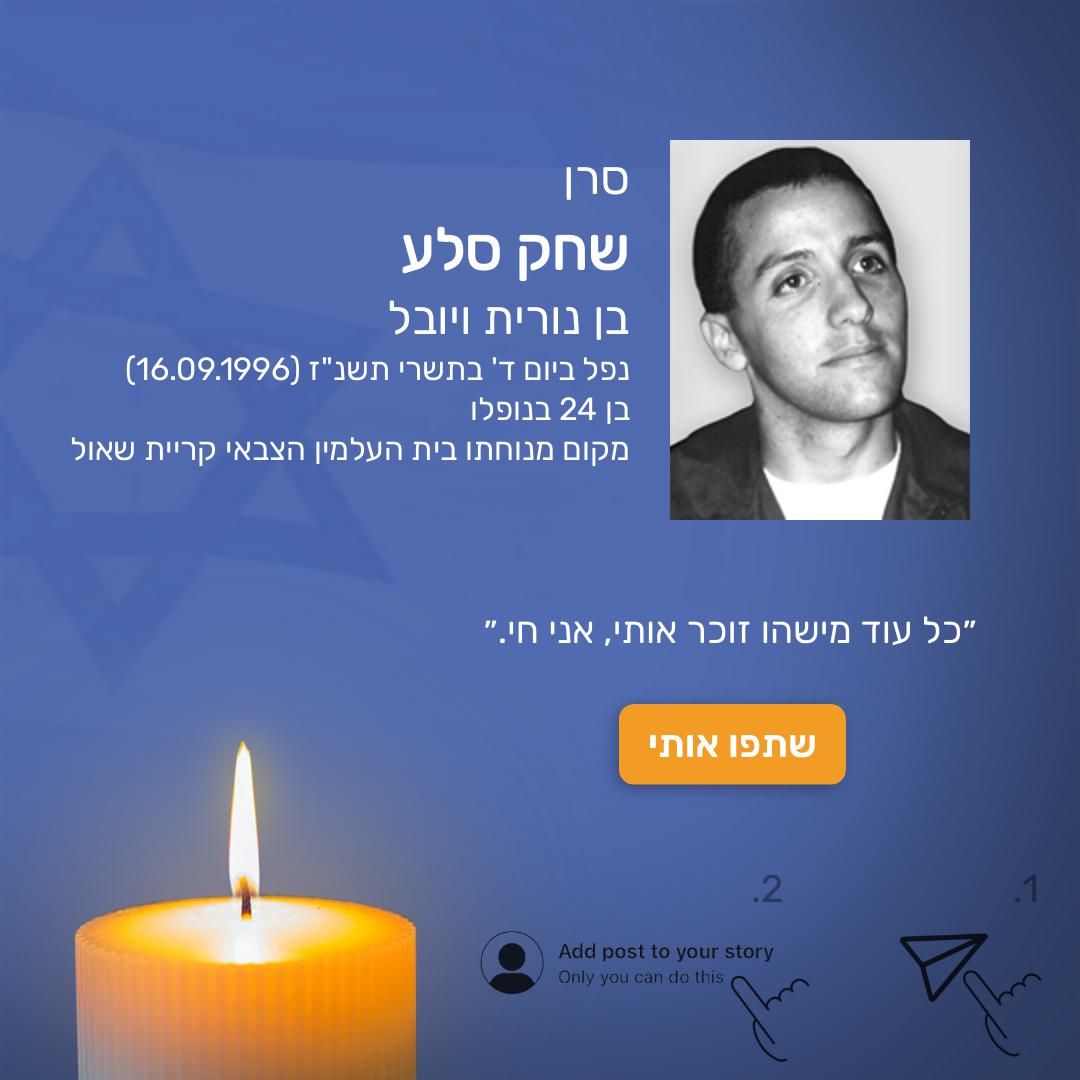 סרן
שחק סלע
בן נורית ויובל
נפל ביום ד' בתשרי תשנ"ז (16.09.1996)
בן 24 בנופלו
מקום מנוחתו בית העלמין הצבאי קריית שאול
״כל עוד מישהו זוכר אותי, אני חי.״
שתפו אותי
1.
2.
Add post to your story
Only you can do this